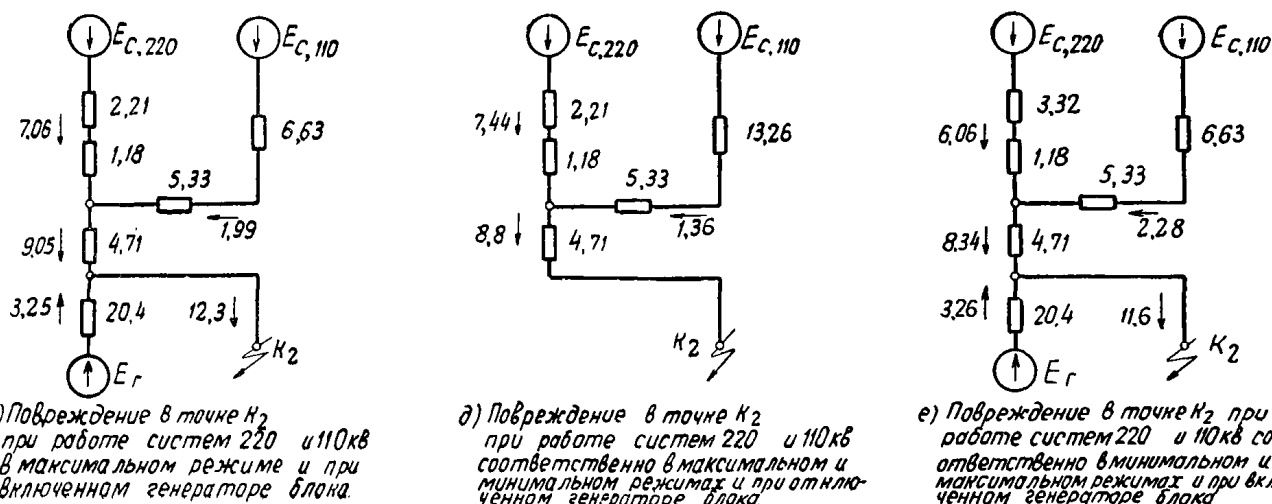 E_C,220
E_C,110
2,21
7,06
6,63
1,18
5,33
1,99
9,05
4,71
3,25
20,4
12,3
K_2
E_Г
) Повреждение в точке K_2
при работе систем 220 и 110 кВ
в максимальном режиме и при
включенном генераторе блока.
E_C,220
E_C,110
2,21
7,44
13,26
1,18
5,33
1,36
8,8
4,71
K_2
д) Повреждение в точке K_2
при работе систем 220 и 110 кВ
соответственно в максимальном и
минимальном режимах и при отклю-
ченном генераторе блока
E_C,220
E_C,110
3,32
6,06
6,63
1,18
5,33
2,28
8,34
4,71
3,26
20,4
11,6
K_2
E_Г
е) Повреждение в точке K_2 при
работе систем 220 и 110 кВ со
ответственно в минимальном и
максимальном режимах и при вкл
ченном генераторе блока